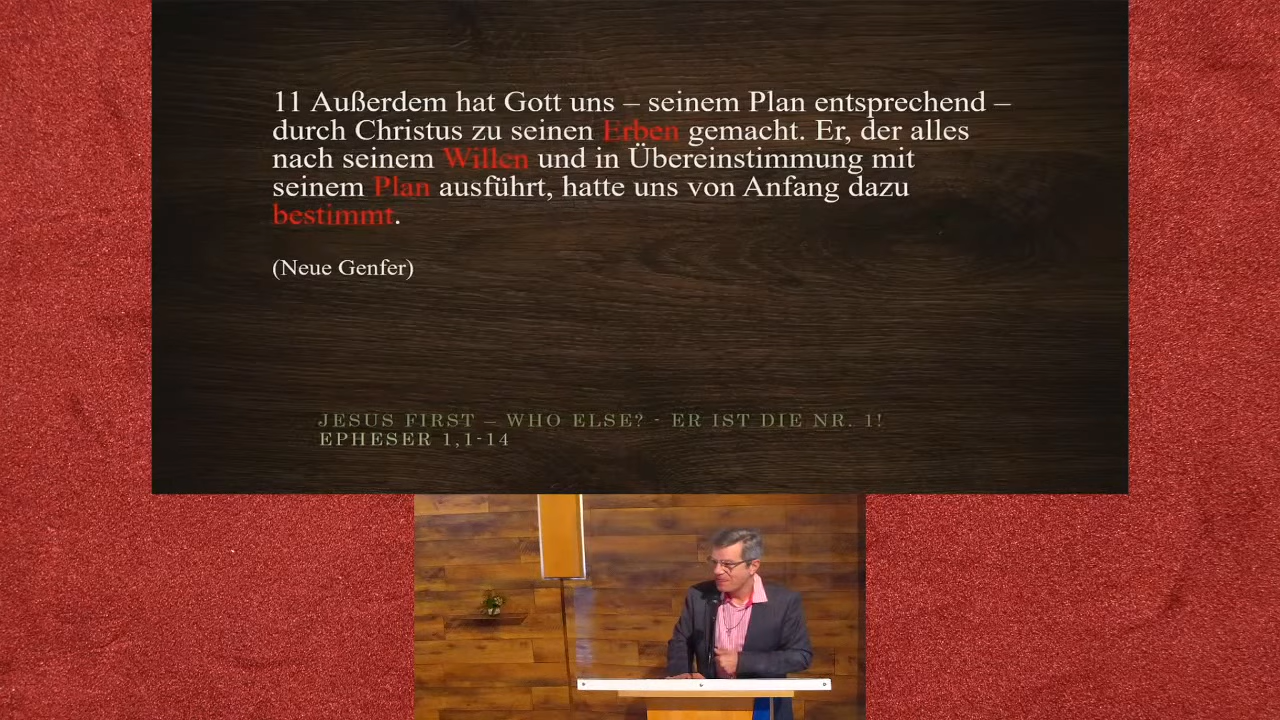 11 Außerdem hat Gott uns – seinem Plan entsprechend –
durch Christus zu seinen Erben gemacht. Er, der alles
nach seinem Willen und in Übereinstimmung mit
seinem Plan ausführt, hatte uns von Anfang dazu
bestimmt.
(Neue Genfer)
JESUS FIRST – WHO ELSE? - ER IST DIE NR. 1!
EPHESER 1,1-14